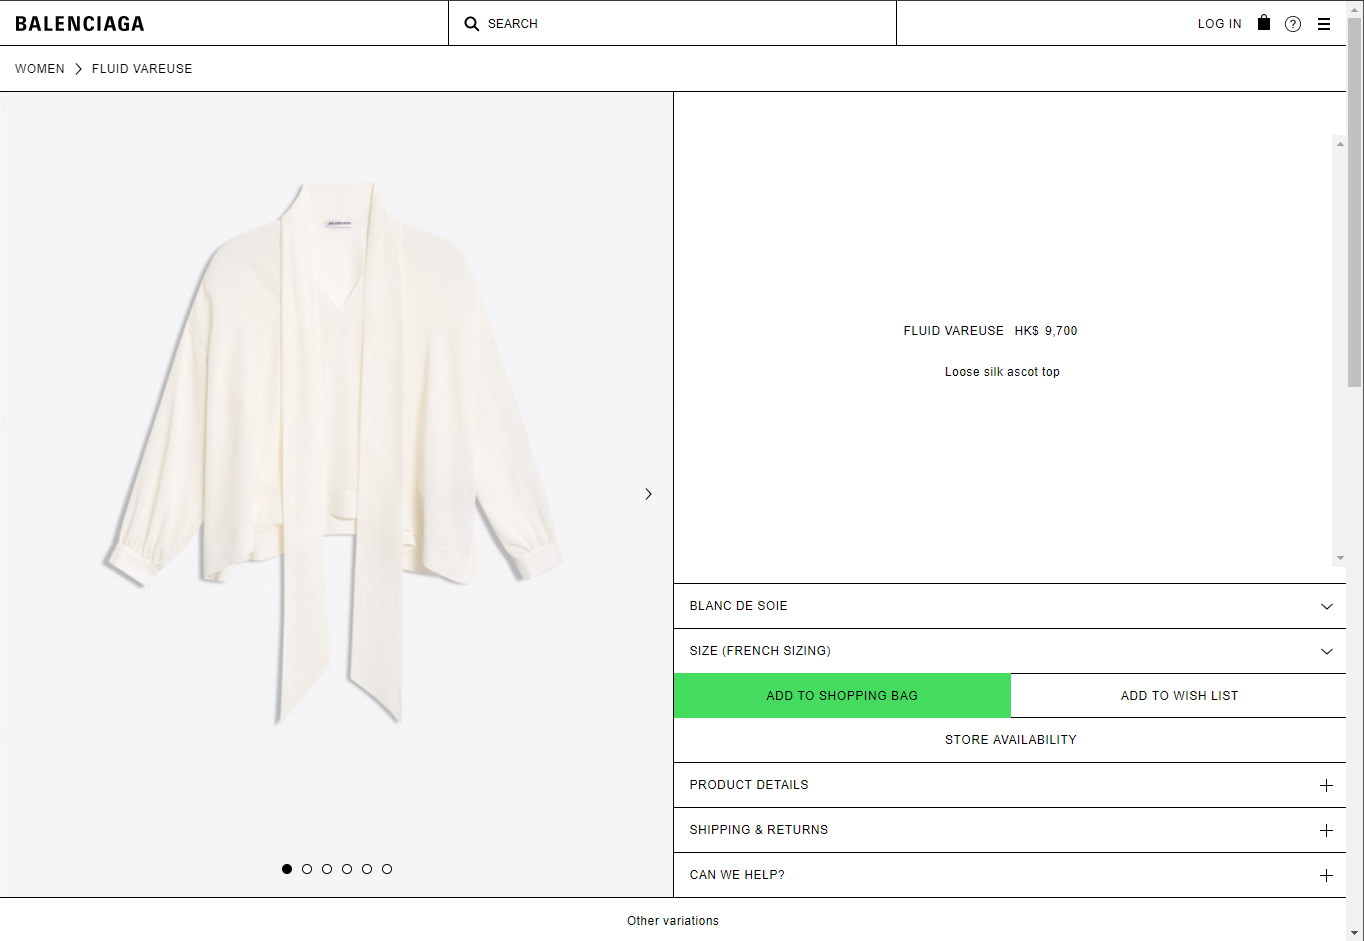 BALENCIAGA
SEARCH
LOG IN
?
WOMEN FLUID VAREUSE
BALENCIAGA
FLUID VAREUSE HK$ 9,700
Loose silk ascot top
BLANC DE SOIE
SIZE (FRENCH SIZING)
ADD TO SHOPPING BAG
ADD TO WISH LIST
STORE AVAILABILITY
PRODUCT DETAILS
SHIPPING & RETURNS
CAN WE HELP?
Other variations